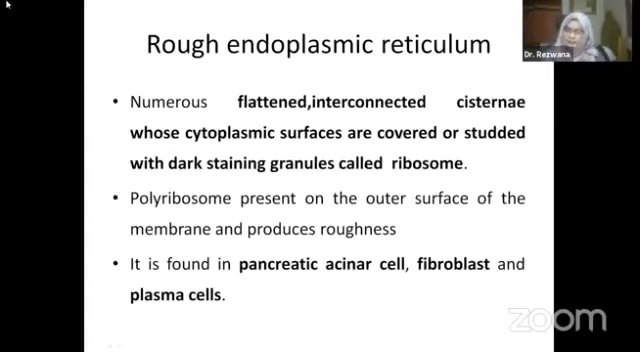 Rough endoplasmic reticulum
Dr. Rezwana
• Numerous flattened,interconnected cisternae
whose cytoplasmic surfaces are covered or studded
with dark staining granules called ribosome.
• Polyribosome present on the outer surface of the
membrane and produces roughness
• It is found in pancreatic acinar cell, fibroblast and
plasma cells.
zoom